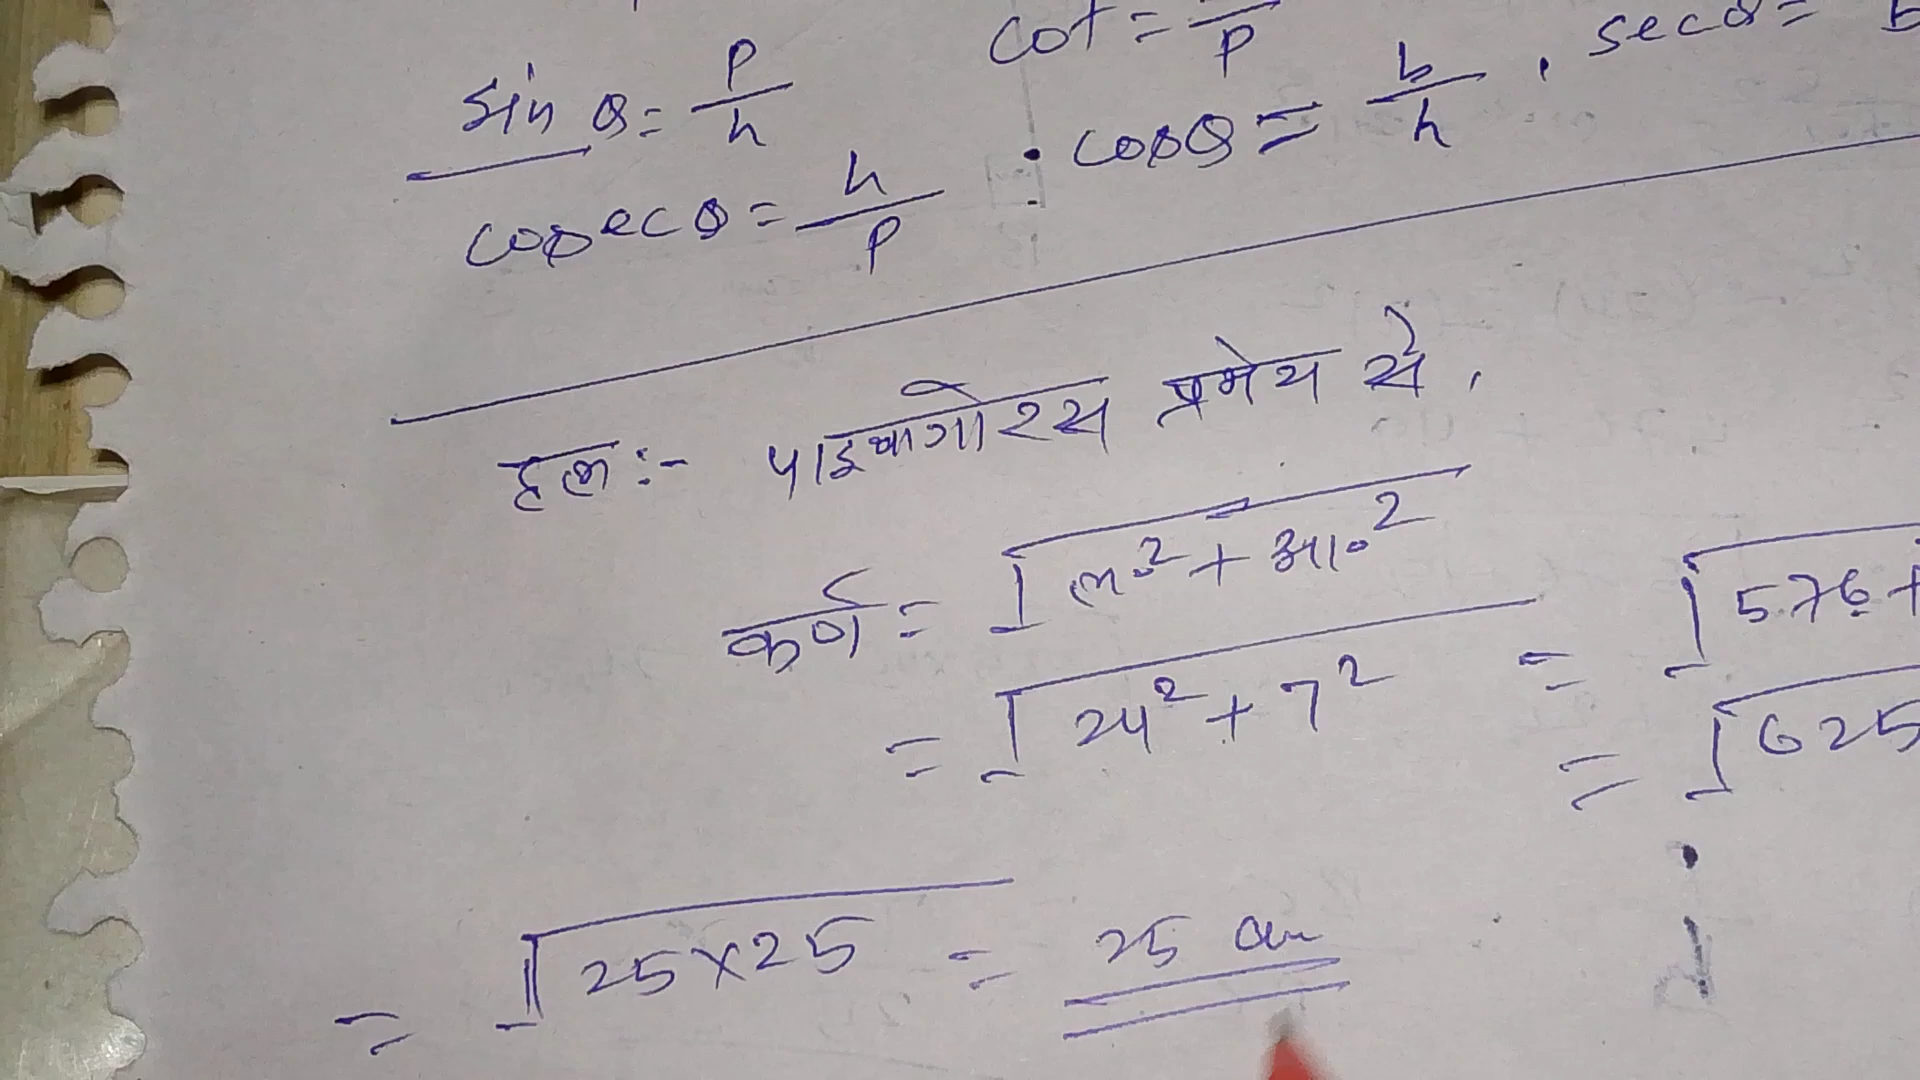 cot = /p
sin θ = p/h
cosθ = b/h , secθ =
cosecθ = h/p
हल :- पाइथागोरस प्रमेय से,
कर्ण = √ल०² + आ०²
= √24² + 7² = √576 +
= √625
= √25×25 = 25 cm